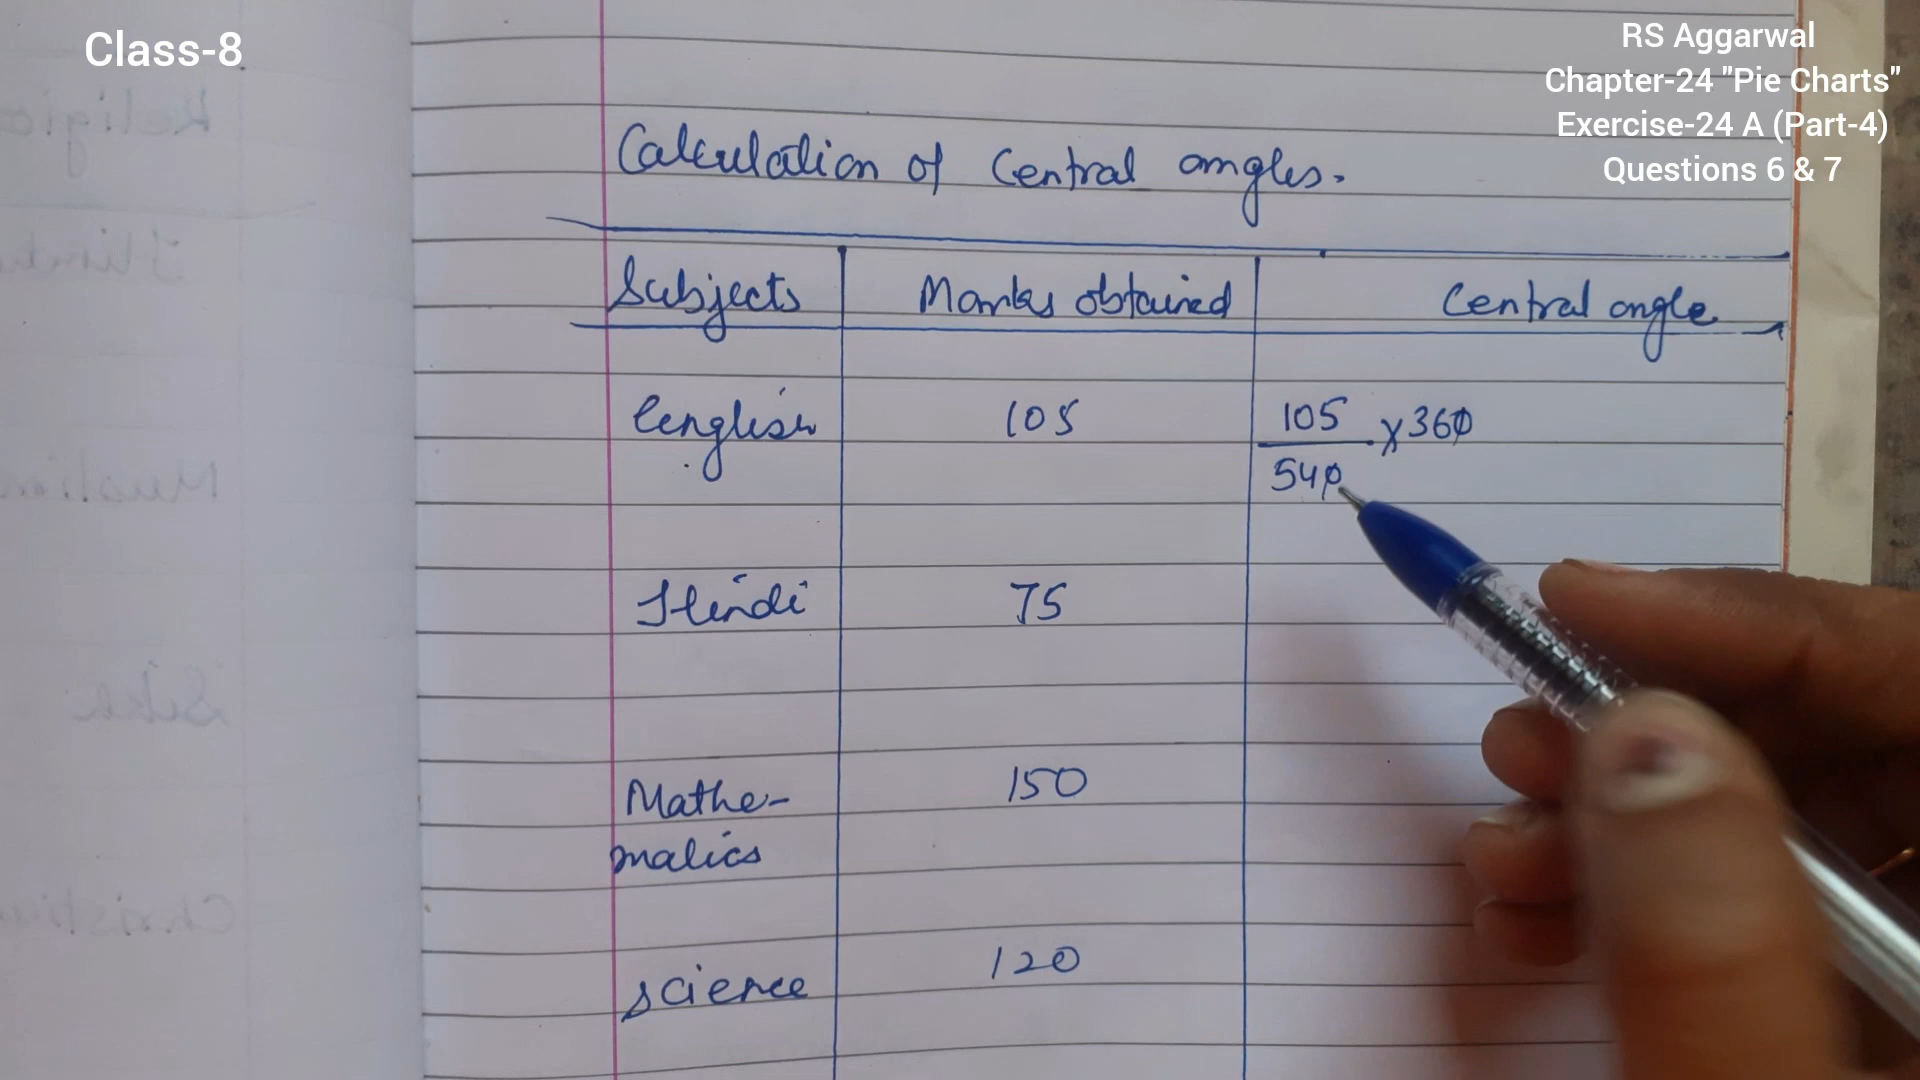 Class-8
RS Aggarwal
Chapter-24 "Pie Charts"
Exercise-24 A (Part-4)
Questions 6 & 7
Calculation of Central angles.
Subjects Marks obtained Central angle
English 105 105/540 × 360
Hindi 75
Mathe- 150
matics
Science 120